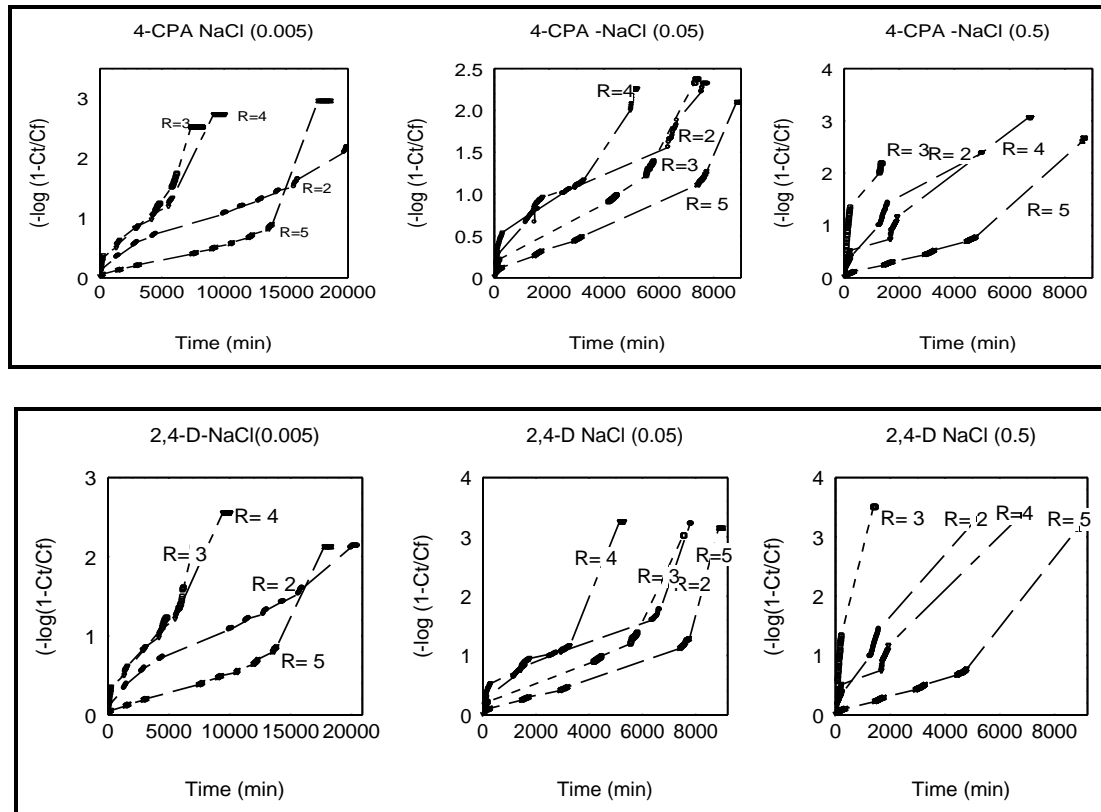 4-CPA NaCl (0.005)
4-CPA -NaCl (0.05)
4-CPA -NaCl (0.5)
(-log (1-Ct/Cf)
3
2
1
0
R=3
R=4
R=2
R=5
0 5000 10000 15000 20000
Time (min)
(-log (1-Ct/Cf)
2.5
2.0
1.5
1.0
0.5
0
R=4
R=2
R=3
R= 5
0 2000 4000 6000 8000
Time (min)
(-log (1-Ct/Cf)
4
3
2
1
0
R= 3
R= 2
R= 4
R= 5
0 2000 4000 6000 8000
Time (min)
2,4-D-NaCl(0.005)
2,4-D NaCl (0.05)
2,4-D NaCl (0.5)
(-log(1-Ct/Cf)
3
2
1
0
R= 4
R= 3
R= 2
R= 5
0 5000 10000 15000 20000
Time (min)
(-log (1-Ct/Cf)
4
3
2
1
0
R= 4
R= 3
R=5
R=2
0 2000 4000 6000 8000
Time (min)
(-log(1-Ct/Cf)
4
3
2
1
0
R= 3
R= 2
R=4
R= 5
0 2000 4000 6000 8000
Time (min)